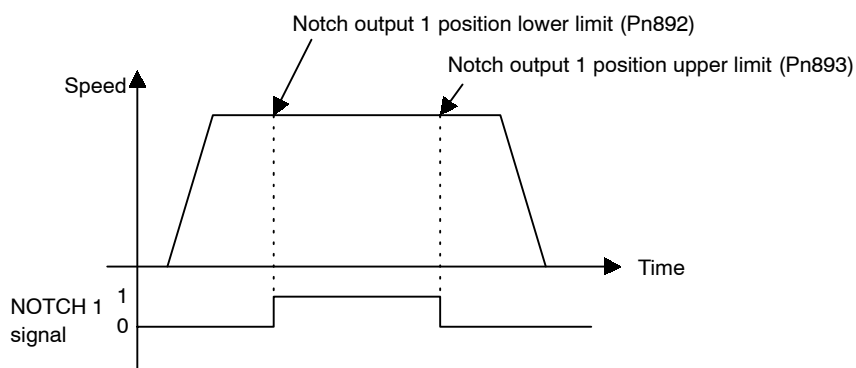 Notch output 1 position lower limit (Pn892)
Notch output 1 position upper limit (Pn893)
Speed
Time
NOTCH 1
signal
1
0